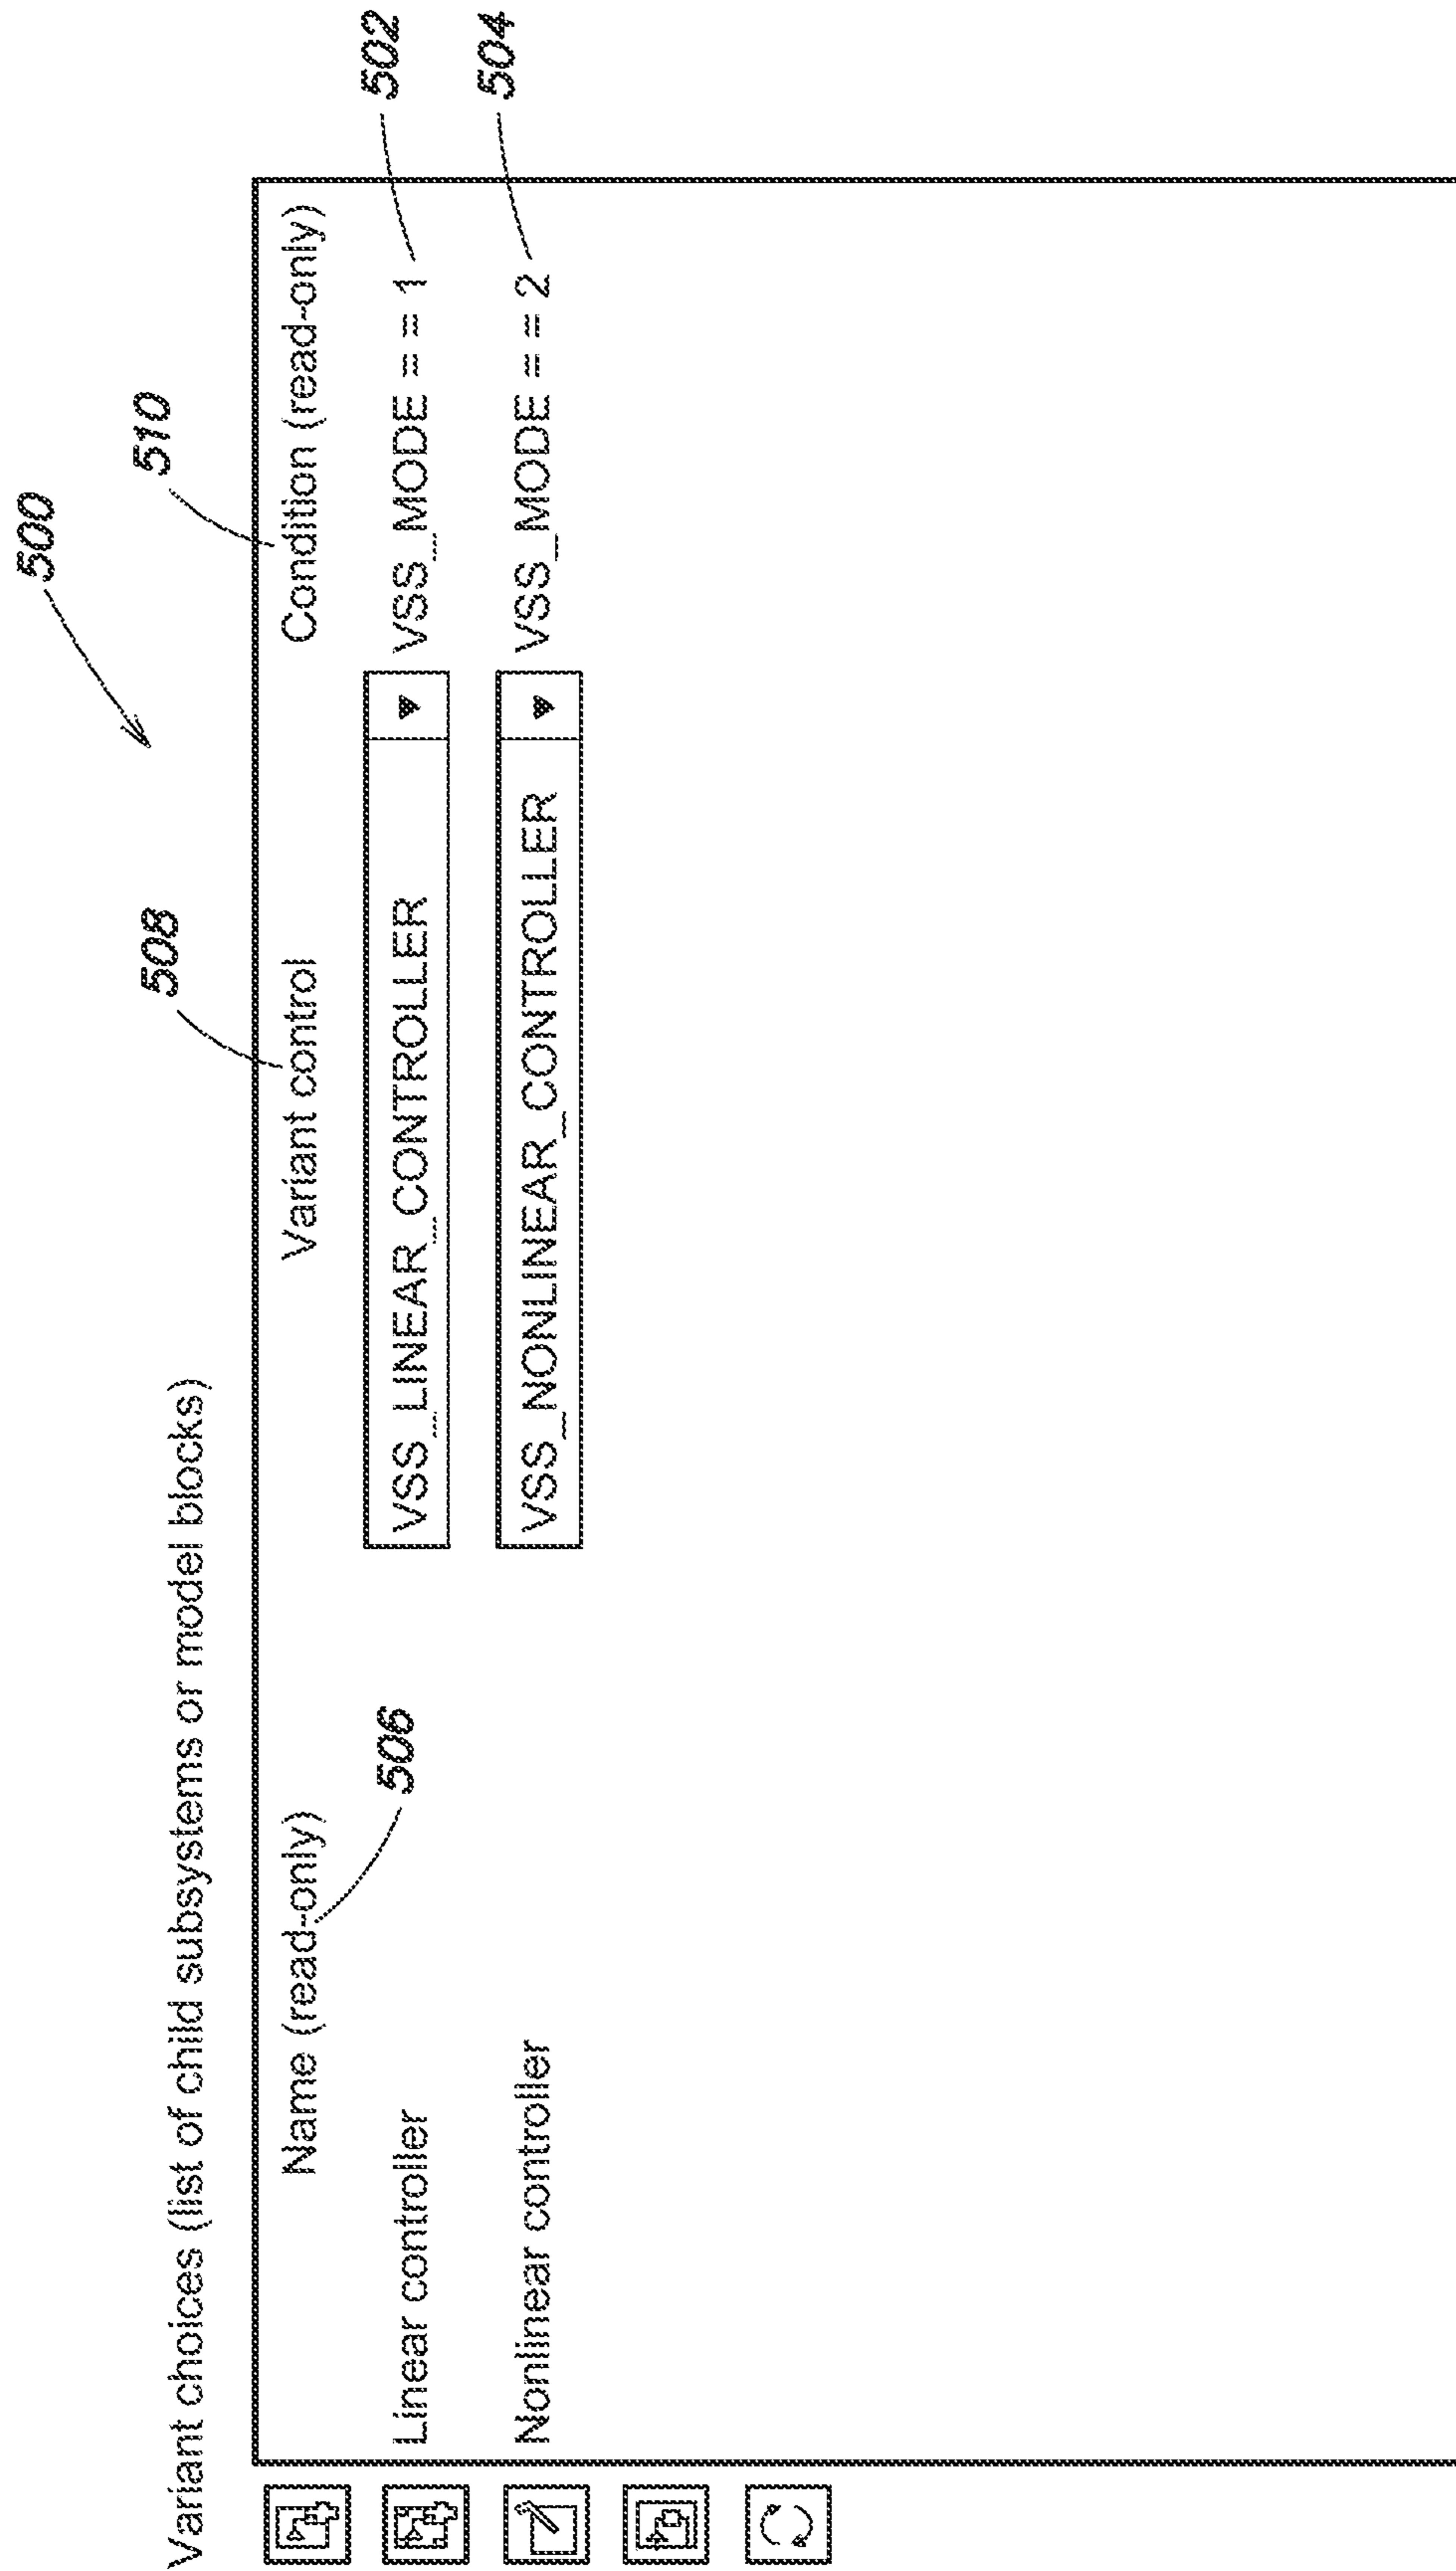 500
Variant choices (list of child subsystems or model blocks)
508
510
Name (read-only) Variant control Condition (read-only)
506
Linear controller VSS_LINEAR_CONTROLLER VSS_MODE == 1 502
Nonlinear controller VSS_NONLINEAR_CONTROLLER VSS_MODE == 2 504